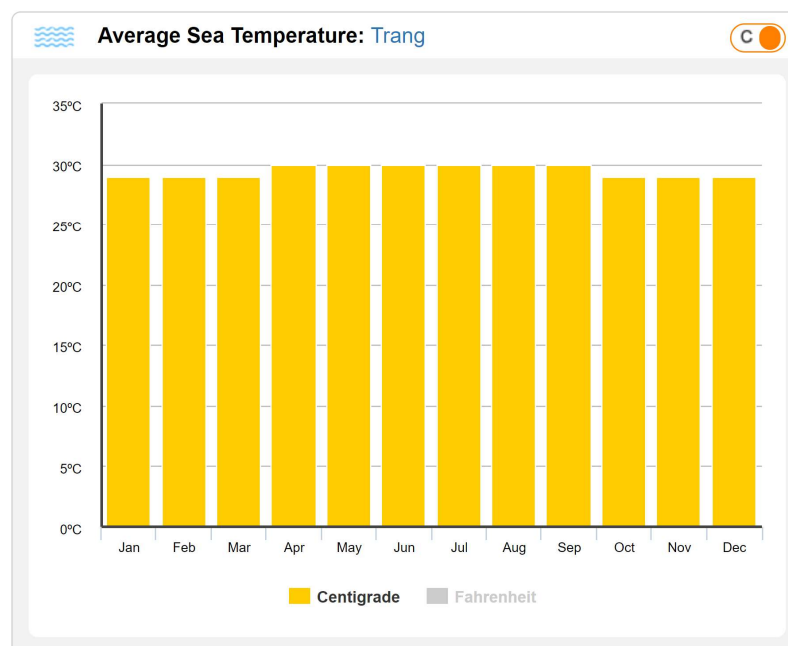 Average Sea Temperature: Trang
C
35ºC
30ºC
25ºC
20ºC
15ºC
10ºC
5ºC
0ºC
Jan Feb Mar Apr May Jun Jul Aug Sep Oct Nov Dec
Centigrade Fahrenheit